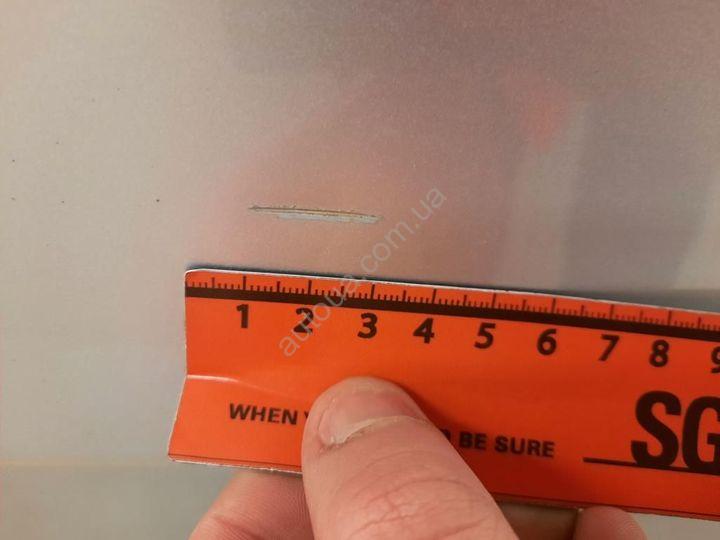 autoua.com.ua
1 2 3 4 5 6 7 8 9
WHEN BE SURE
SG